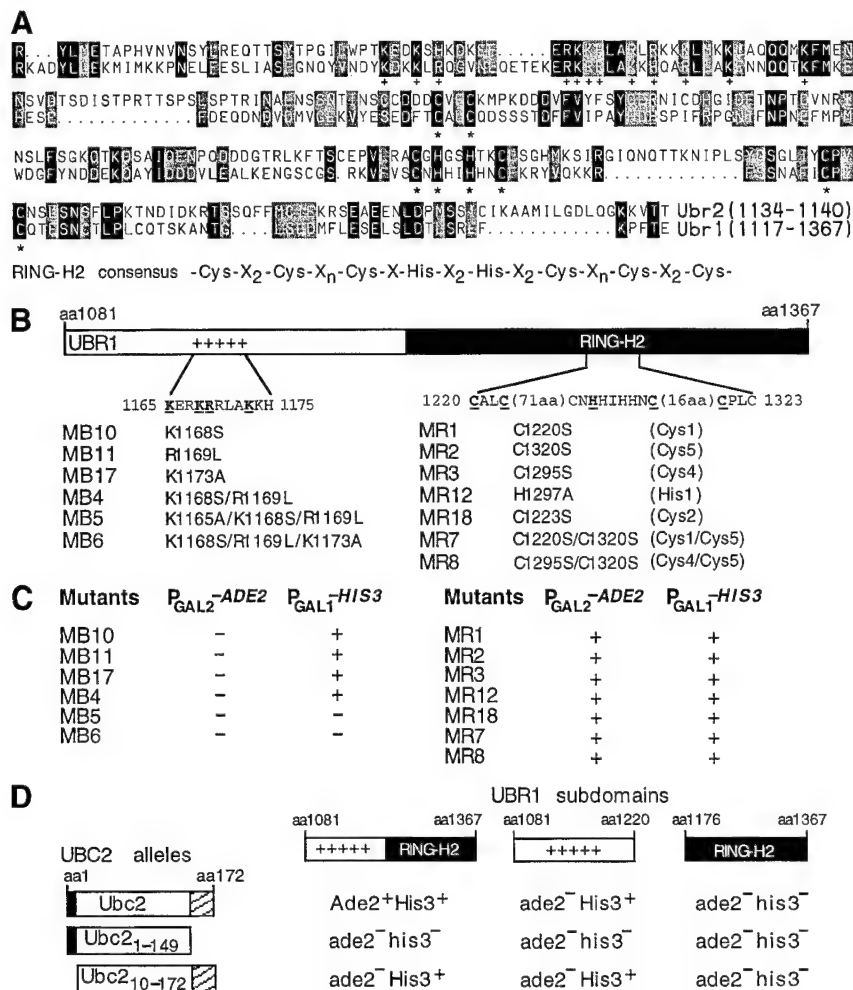 A
+ + + ++++ + + + + +
* *
* * * * *
Ubr2(1134-1140)
Ubr1(1117-1367)
*
RING-H2 consensus -Cys-X2-Cys-Xn-Cys-X-His-X2-His-X2-Cys-Xn-Cys-X2-Cys-
B
aa1081 aa1367
UBR1 +++++ RING-H2
1165 KERKRRLAKKH 1175 1220 CALC(71aa)CNHHIHHNC(16aa)CPLC 1323
MB10 K1168S
MB11 R1169L
MB17 K1173A
MB4 K1168S/R1169L
MB5 K1165A/K1168S/R1169L
MB6 K1168S/R1169L/K1173A
MR1 C1220S (Cys1)
MR2 C1320S (Cys5)
MR3 C1295S (Cys4)
MR12 H1297A (His1)
MR18 C1223S (Cys2)
MR7 C1220S/C1320S (Cys1/Cys5)
MR8 C1295S/C1320S (Cys4/Cys5)
C Mutants PGAL2-ADE2 PGAL1-HIS3
MB10 − +
MB11 − +
MB17 − +
MB4 − +
MB5 − −
MB6 − −
Mutants PGAL2-ADE2 PGAL1-HIS3
MR1 + +
MR2 + +
MR3 + +
MR12 + +
MR18 + +
MR7 + +
MR8 + +
D
UBR1 subdomains
aa1081 aa1367 aa1081 aa1220 aa1176 aa1367
+++++ RING-H2 +++++ RING-H2
UBC2 alleles
aa1 aa172
Ubc2 Ade2+His3+ ade2−His3+ ade2−his3−
Ubc21−149 ade2−his3− ade2−his3− ade2−his3−
Ubc210−172 ade2−His3+ ade2−His3+ ade2−his3−